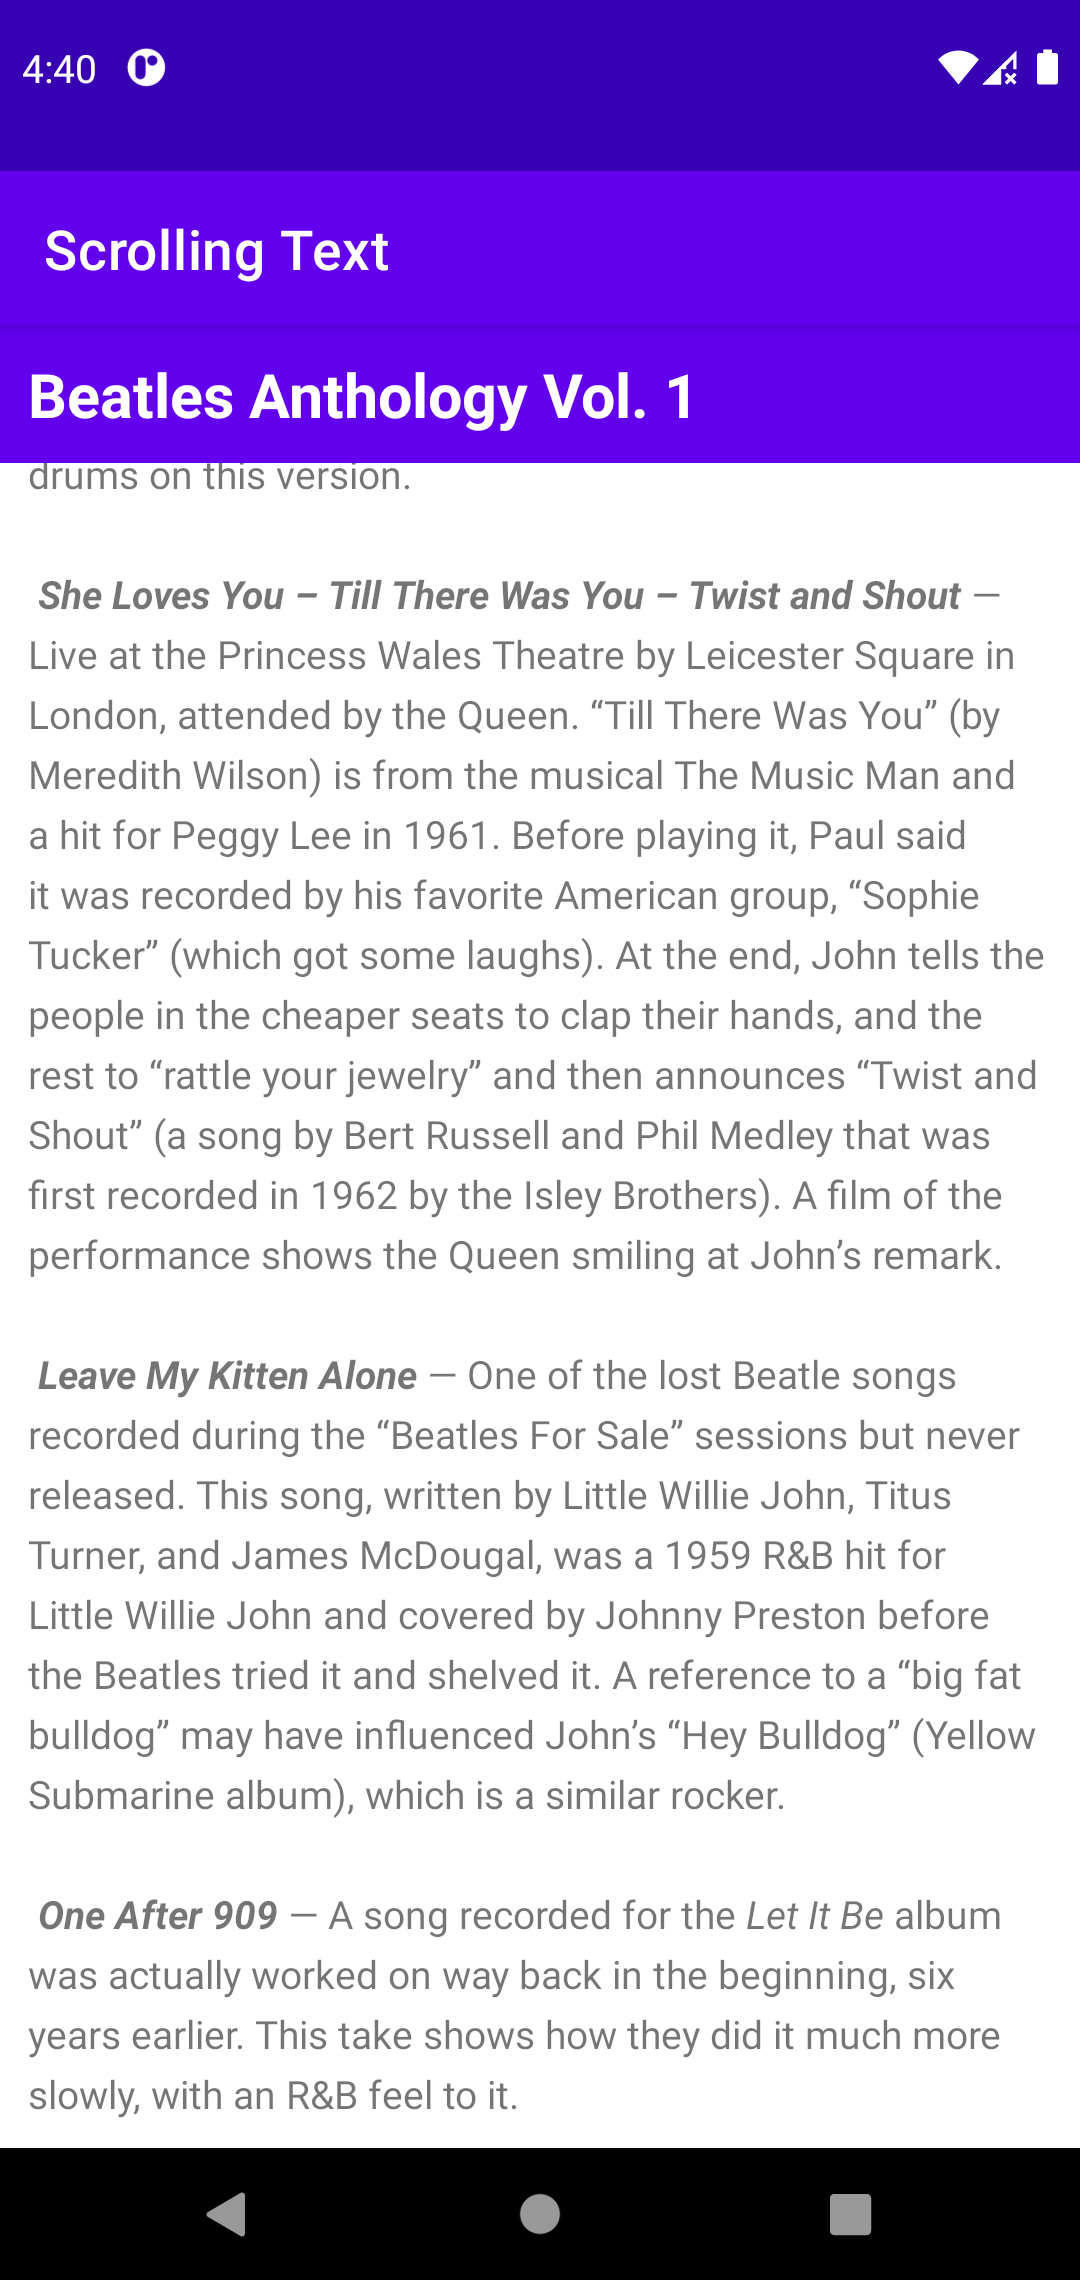 4:40
Scrolling Text
Beatles Anthology Vol. 1
drums on this version.
She Loves You – Till There Was You – Twist and Shout —
Live at the Princess Wales Theatre by Leicester Square in
London, attended by the Queen. “Till There Was You” (by
Meredith Wilson) is from the musical The Music Man and
a hit for Peggy Lee in 1961. Before playing it, Paul said
it was recorded by his favorite American group, “Sophie
Tucker” (which got some laughs). At the end, John tells the
people in the cheaper seats to clap their hands, and the
rest to “rattle your jewelry” and then announces “Twist and
Shout” (a song by Bert Russell and Phil Medley that was
first recorded in 1962 by the Isley Brothers). A film of the
performance shows the Queen smiling at John’s remark.
Leave My Kitten Alone — One of the lost Beatle songs
recorded during the “Beatles For Sale” sessions but never
released. This song, written by Little Willie John, Titus
Turner, and James McDougal, was a 1959 R&B hit for
Little Willie John and covered by Johnny Preston before
the Beatles tried it and shelved it. A reference to a “big fat
bulldog” may have influenced John’s “Hey Bulldog” (Yellow
Submarine album), which is a similar rocker.
One After 909 — A song recorded for the Let It Be album
was actually worked on way back in the beginning, six
years earlier. This take shows how they did it much more
slowly, with an R&B feel to it.